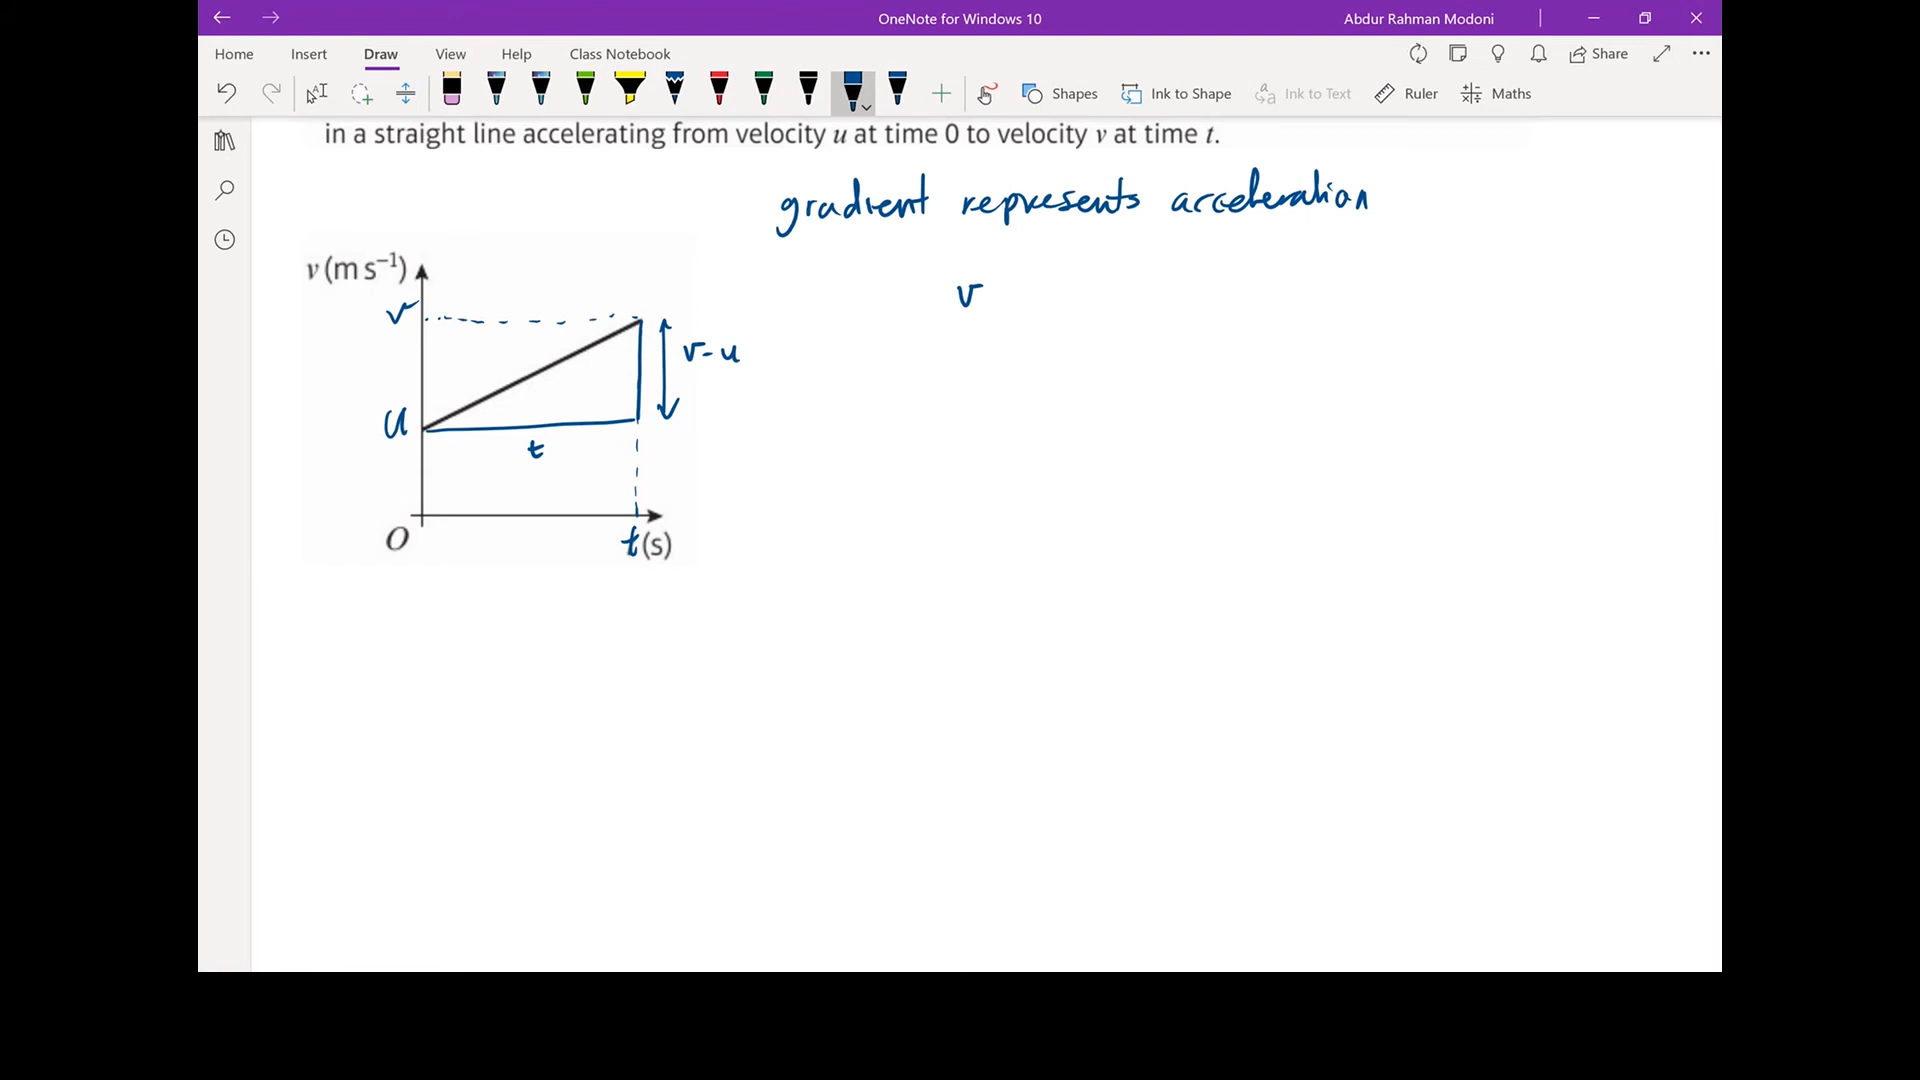 OneNote for Windows 10
Abdur Rahman Modoni
Home Insert Draw View Help Class Notebook
Share
Shapes Ink to Shape Ink to Text Ruler Maths
in a straight line accelerating from velocity u at time 0 to velocity v at time t.
gradient represents acceleration
v (m s⁻¹)
v
v
v-u
u
t
O
t (s)